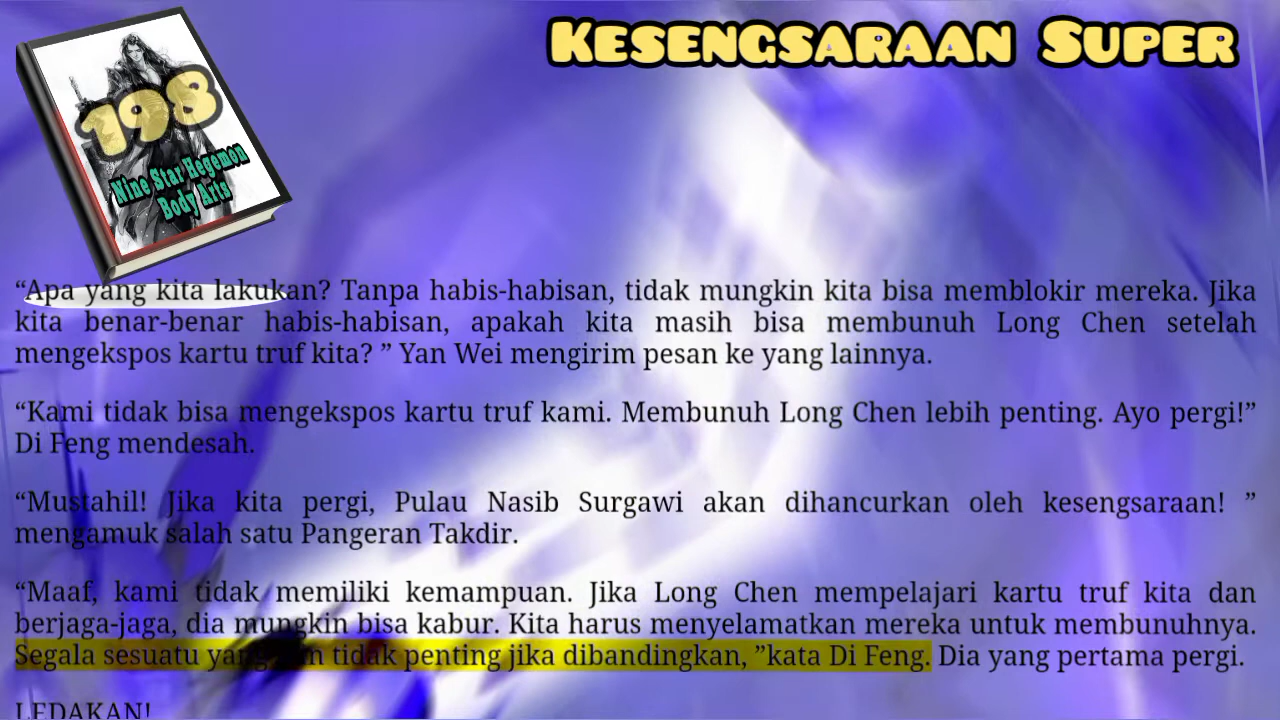 Kesengsaraan Super
198
Nine Star Hegemon
Body Arts
“Apa yang kita lakukan? Tanpa habis-habisan, tidak mungkin kita bisa memblokir mereka. Jika
kita benar-benar habis-habisan, apakah kita masih bisa membunuh Long Chen setelah
mengekspos kartu truf kita? ” Yan Wei mengirim pesan ke yang lainnya.
“Kami tidak bisa mengekspos kartu truf kami. Membunuh Long Chen lebih penting. Ayo pergi!”
Di Feng mendesah.
“Mustahil! Jika kita pergi, Pulau Nasib Surgawi akan dihancurkan oleh kesengsaraan! ”
mengamuk salah satu Pangeran Takdir.
“Maaf, kami tidak memiliki kemampuan. Jika Long Chen mempelajari kartu truf kita dan
berjaga-jaga, dia mungkin bisa kabur. Kita harus menyelamatkan mereka untuk membunuhnya.
Segala sesuatu yang tidak penting jika dibandingkan, ”kata Di Feng. Dia yang pertama pergi.
LEDAKAN!